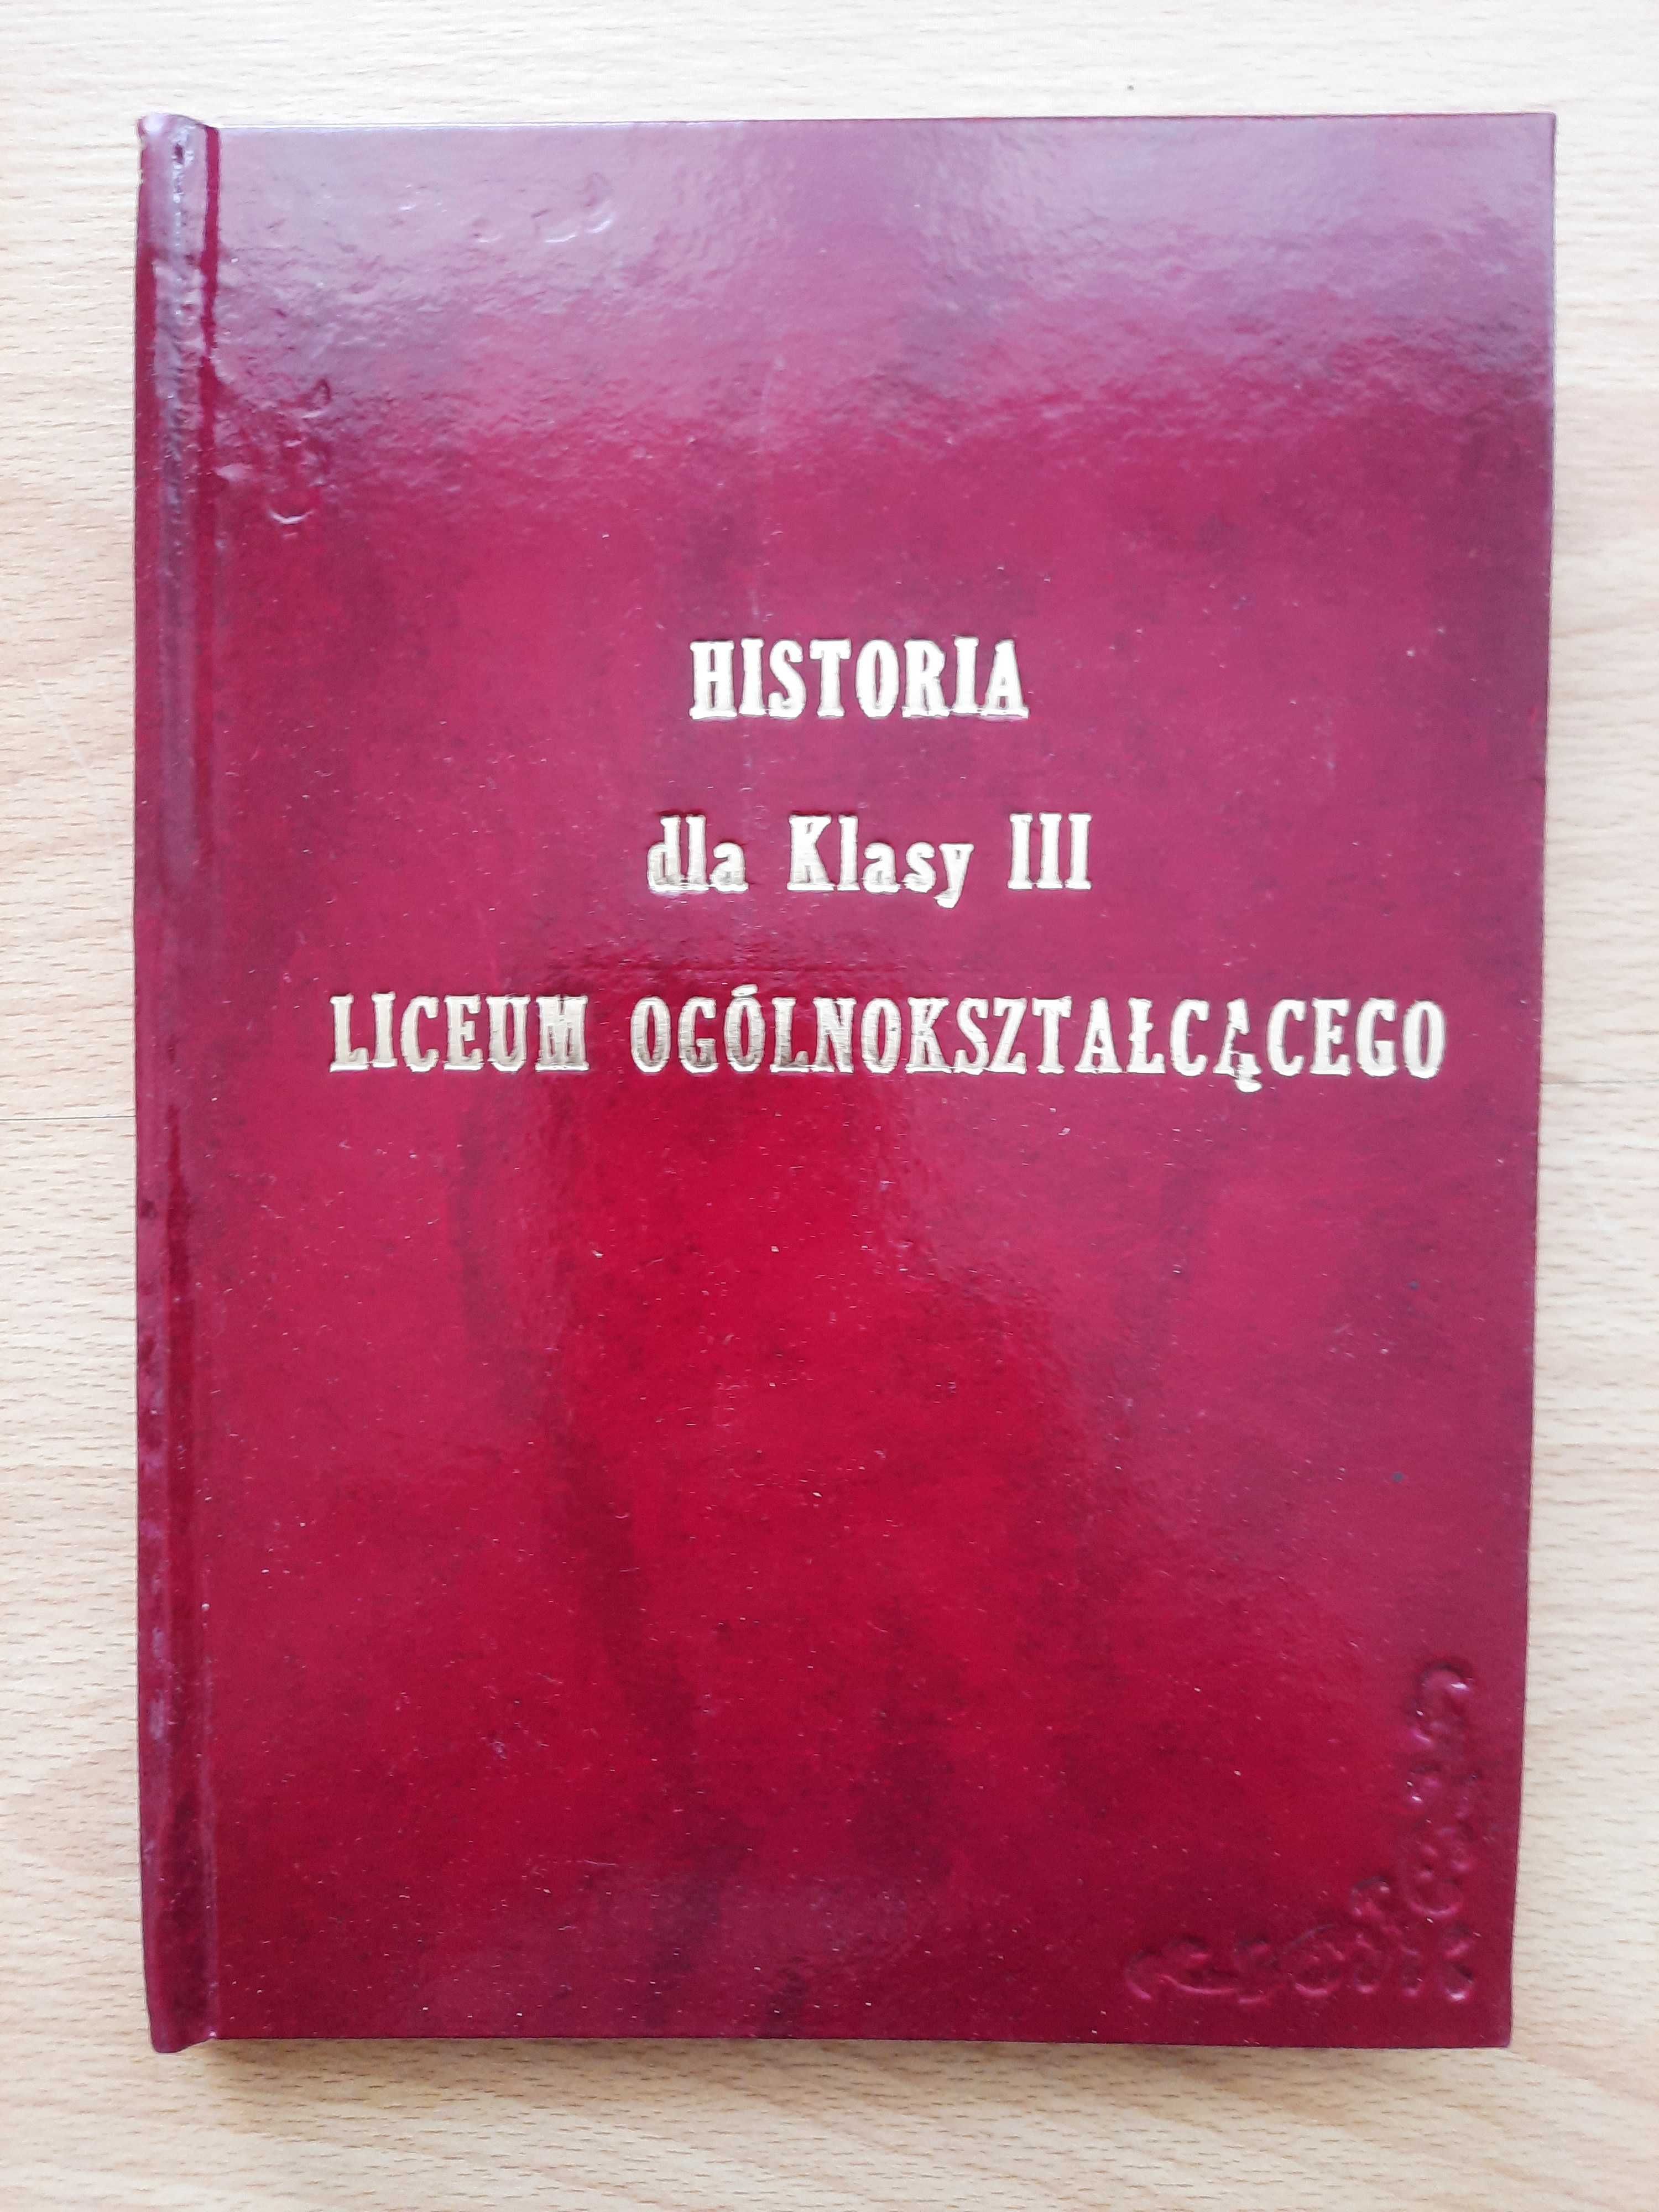 HISTORIA
dla Klasy III
LICEUM OGÓLNOKSZTAŁCĄCEGO